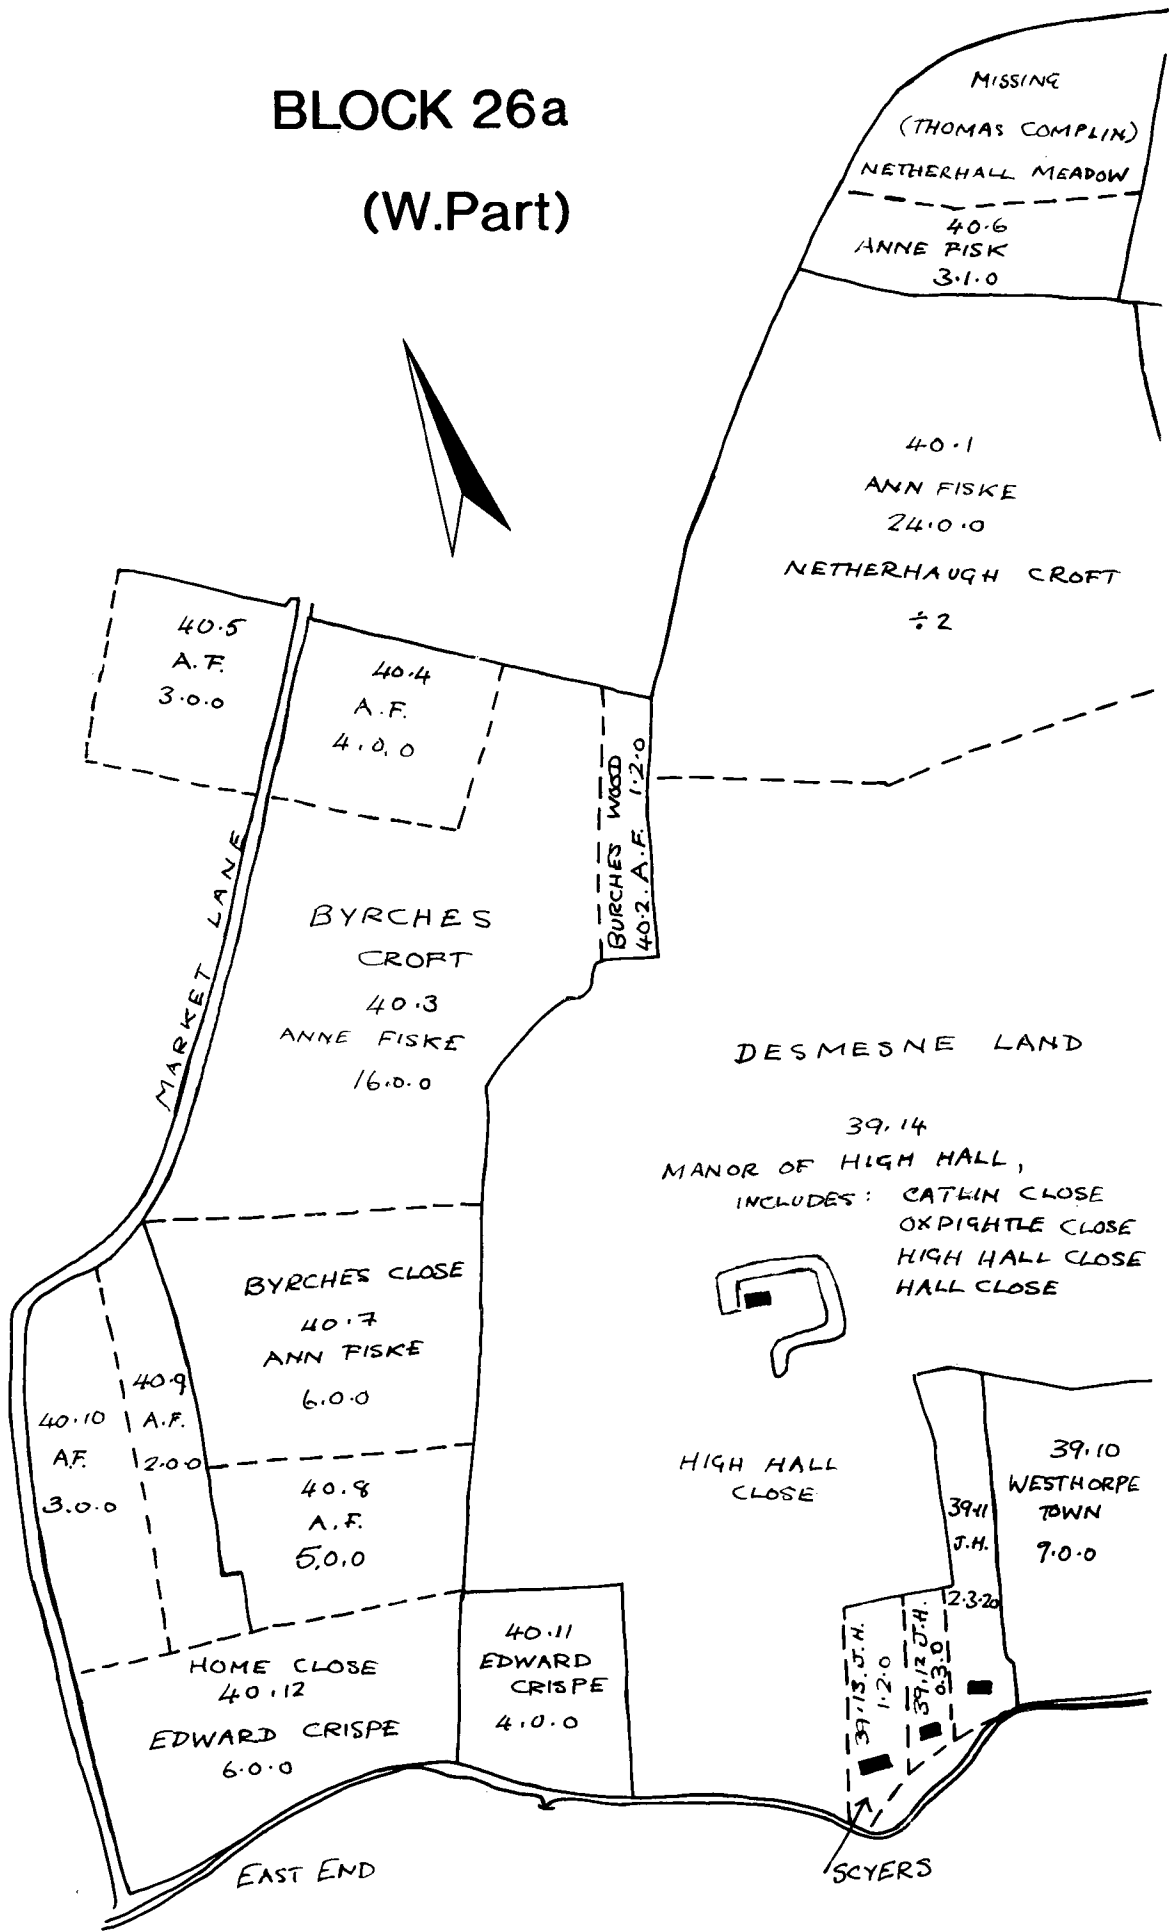 BLOCK 26a
(W.Part)
MISSING
(THOMAS COMPLIN)
NETHERHALL MEADOW
40.6
ANNE FISK
3.1.0
40.1
ANN FISKE
24.0.0
NETHERHAUGH CROFT
÷2
40.5
A.F.
3.0.0
40.4
A.F.
4.0.0
BURCHES WOOD
40.2. A.F. 1.2.0
MARKET LANE
BYRCHES
CROFT
40.3
ANNE FISKE
16.0.0
DESMESNE LAND
39.14
MANOR OF HIGH HALL,
INCLUDES: CATLIN CLOSE
OXPIGHTLE CLOSE
HIGH HALL CLOSE
HALL CLOSE
BYRCHES CLOSE
40.7
ANN FISKE
6.0.0
40.9
A.F.
2.0.0
40.10
A.F.
3.0.0
40.8
A.F.
5.0.0
HIGH HALL
CLOSE
39.10
WESTHORPE
TOWN
9.0.0
39.11
J.H.
2.3.20
39.12 J.H.
0.3.0
39.13. J.H.
1.2.0
40.11
EDWARD
CRISPE
4.0.0
HOME CLOSE
40.12
EDWARD CRISPE
6.0.0
EAST END
SCYERS